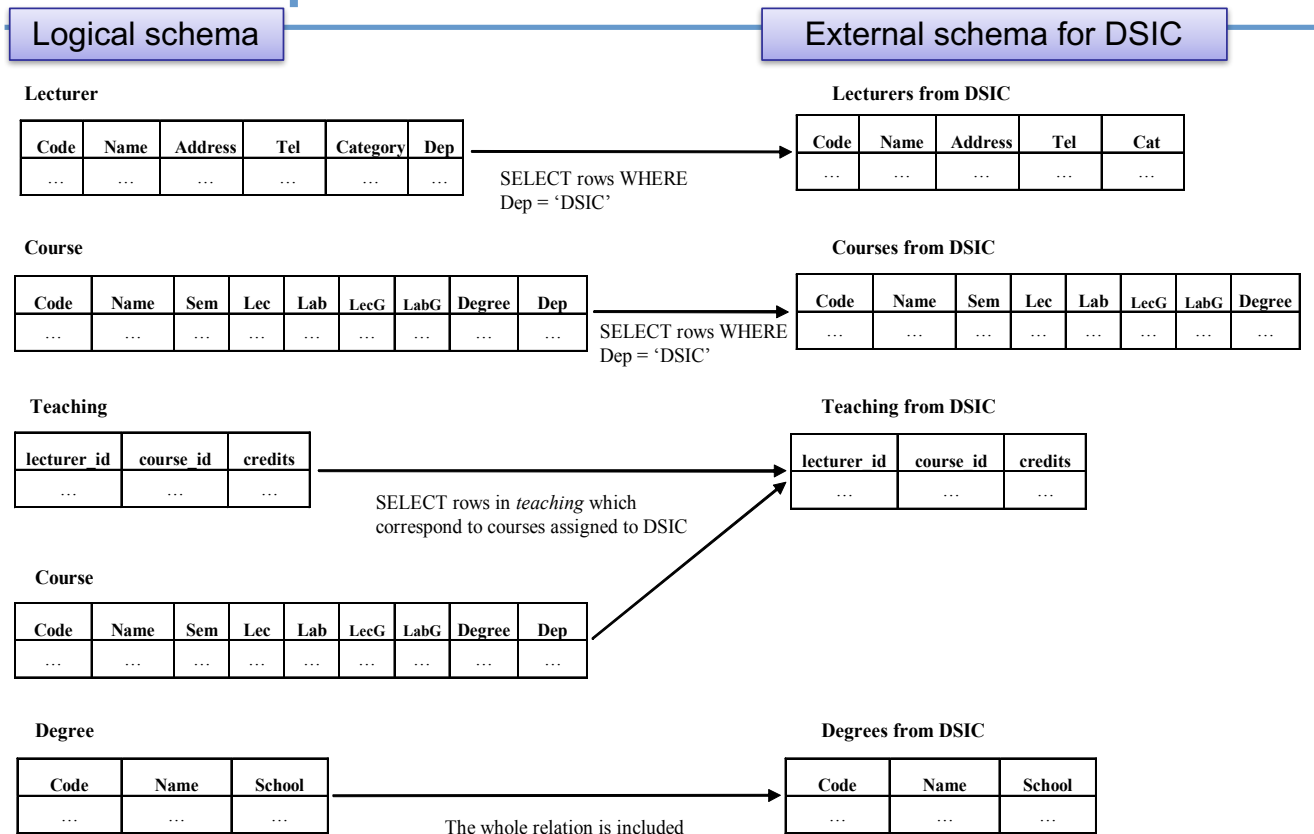 Logical schema
External schema for DSIC
Lecturer
Lecturers from DSIC
Code Name Address Tel Category Dep
… … … … … …
Code Name Address Tel Cat
… … … … …
SELECT rows WHERE
Dep = ‘DSIC’
Course
Courses from DSIC
Code Name Sem Lec Lab LecG LabG Degree Dep
… … … … … … … … …
Code Name Sem Lec Lab LecG LabG Degree
… … … … … … … …
SELECT rows WHERE
Dep = ‘DSIC’
Teaching
Teaching from DSIC
lecturer_id course_id credits
… … …
lecturer_id course_id credits
… … …
SELECT rows in teaching which
correspond to courses assigned to DSIC
Course
Code Name Sem Lec Lab LecG LabG Degree Dep
… … … … … … … … …
Degree
Degrees from DSIC
Code Name School
… … …
Code Name School
… … …
The whole relation is included